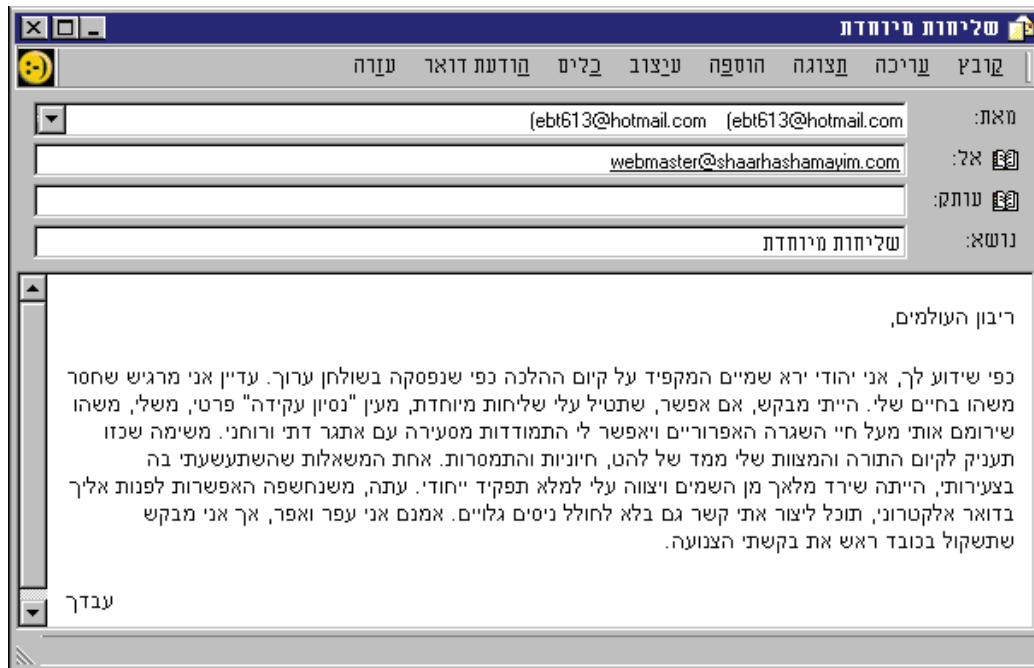 שליחות מיוחדת
קובץ עריכה תצוגה הוספה עיצוב כלים הודעת דואר עזרה
מאת: (ebt613@hotmail.com (ebt613@hotmail.com
אל: webmaster@shaarhashamayim.com
עותק:
נושא: שליחות מיוחדת
ריבון העולמים,
כפי שידוע לך, אני יהודי ירא שמיים המקפיד על קיום ההלכה כפי שנפסקה בשולחן ערוך. עדיין אני מרגיש שחסר
משהו בחיים שלי. הייתי מבקש, אם אפשר, שתטיל עלי שליחות מיוחדת, מעין "נסיון עקידה" פרטי, משלי, משהו
שירומם אותי מעל חיי השגרה האפרוריים ויאפשר לי התמודדות מסעירה עם אתגר דתי ורוחני. משימה שכזו
תעניק לקיום התורה והמצוות שלי ממד של להט, חיוניות והתמסרות. אחת המשאלות שהשתעשעתי בה
בצעירותי, הייתה שירד מלאך מן השמים ויצווה עלי למלא תפקיד ייחודי. עתה, משנחשפה האפשרות לפנות אליך
בדואר אלקטרוני, תוכל ליצור אתי קשר גם בלא לחולל ניסים גלויים. אמנם אני עפר ואפר, אך אני מבקש
שתשקול בכובד ראש את בקשתי הצנועה.
עבדך